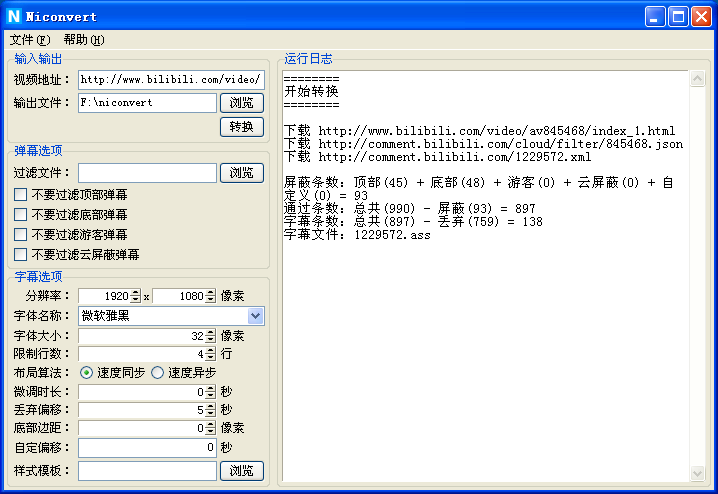 Niconvert
文件(F) 帮助(H)
输入输出
视频地址： http://www.bilibili.com/video/
输出文件： F:\niconvert 浏览
转换
弹幕选项
过滤文件： 浏览
不要过滤顶部弹幕
不要过滤底部弹幕
不要过滤游客弹幕
不要过滤云屏蔽弹幕
字幕选项
分辨率： 1920 x 1080 像素
字体名称： 微软雅黑
字体大小： 32 像素
限制行数： 4 行
布局算法： 速度同步 速度异步
微调时长： 0 秒
丢弃偏移： 5 秒
底部边距： 0 像素
自定偏移： 0 秒
样式模板： 浏览
运行日志
========
开始转换
========
下载 http://www.bilibili.com/video/av845468/index_1.html
下载 http://comment.bilibili.com/cloud/filter/845468.json
下载 http://comment.bilibili.com/1229572.xml
屏蔽条数：顶部(45) + 底部(48) + 游客(0) + 云屏蔽(0) + 自
定义(0) = 93
通过条数：总共(990) - 屏蔽(93) = 897
字幕条数：总共(897) - 丢弃(759) = 138
字幕文件：1229572.ass